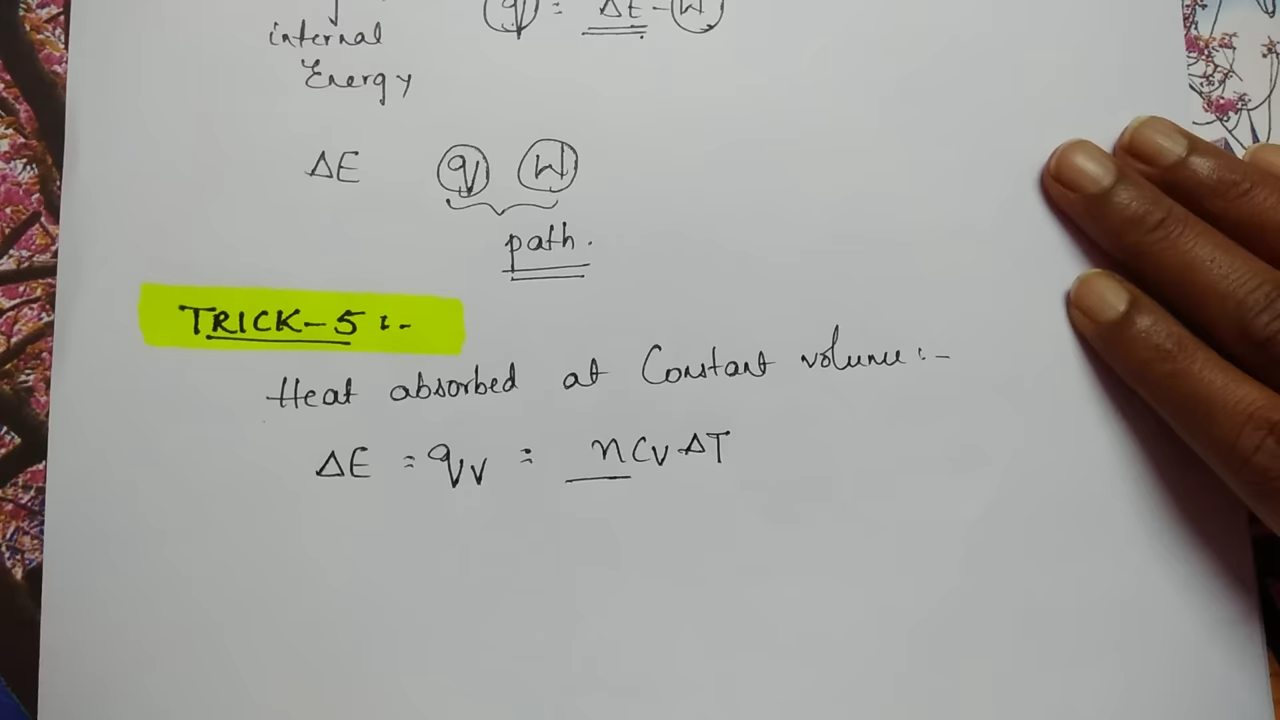 q = ΔE - W
internal
Energy
ΔE q W
path.
TRICK-5 :-
Heat absorbed at Constant volume :-
ΔE = qv = nCvΔT